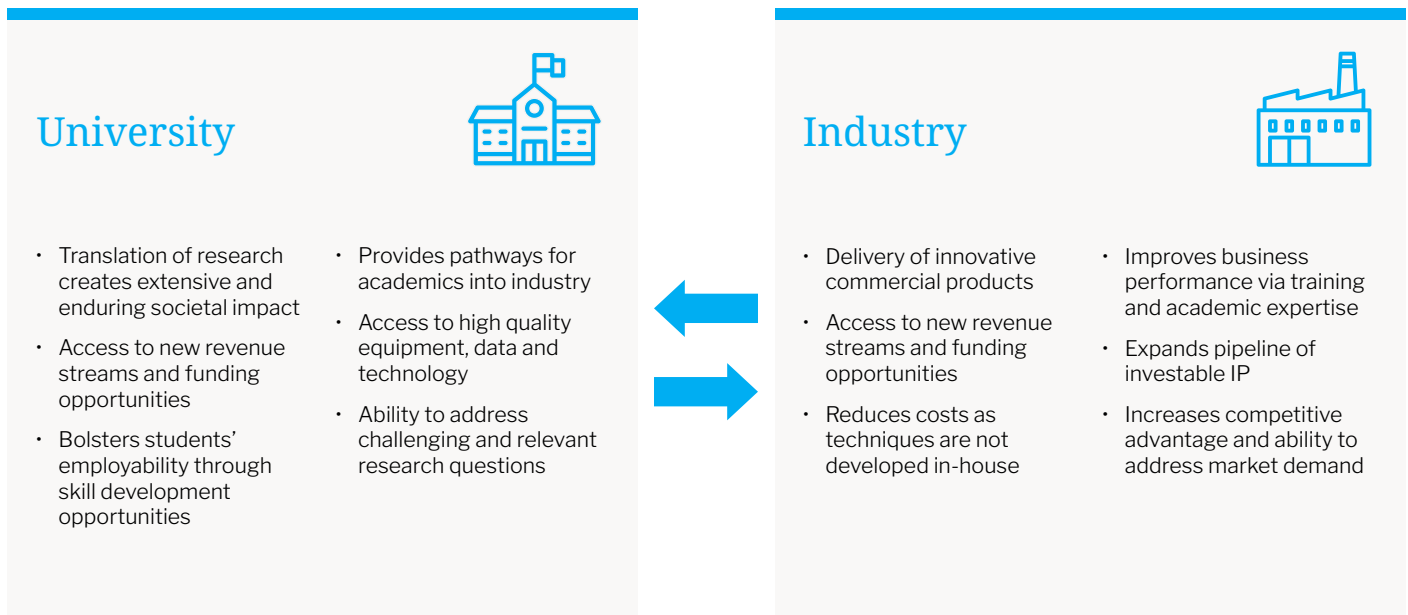 University
• Translation of research
creates extensive and
enduring societal impact
• Access to new revenue
streams and funding
opportunities
• Bolsters students’
employability through
skill development
opportunities
• Provides pathways for
academics into industry
• Access to high quality
equipment, data and
technology
• Ability to address
challenging and relevant
research questions
Industry
• Delivery of innovative
commercial products
• Access to new revenue
streams and funding
opportunities
• Reduces costs as
techniques are not
developed in-house
• Improves business
performance via training
and academic expertise
• Expands pipeline of
investable IP
• Increases competitive
advantage and ability to
address market demand